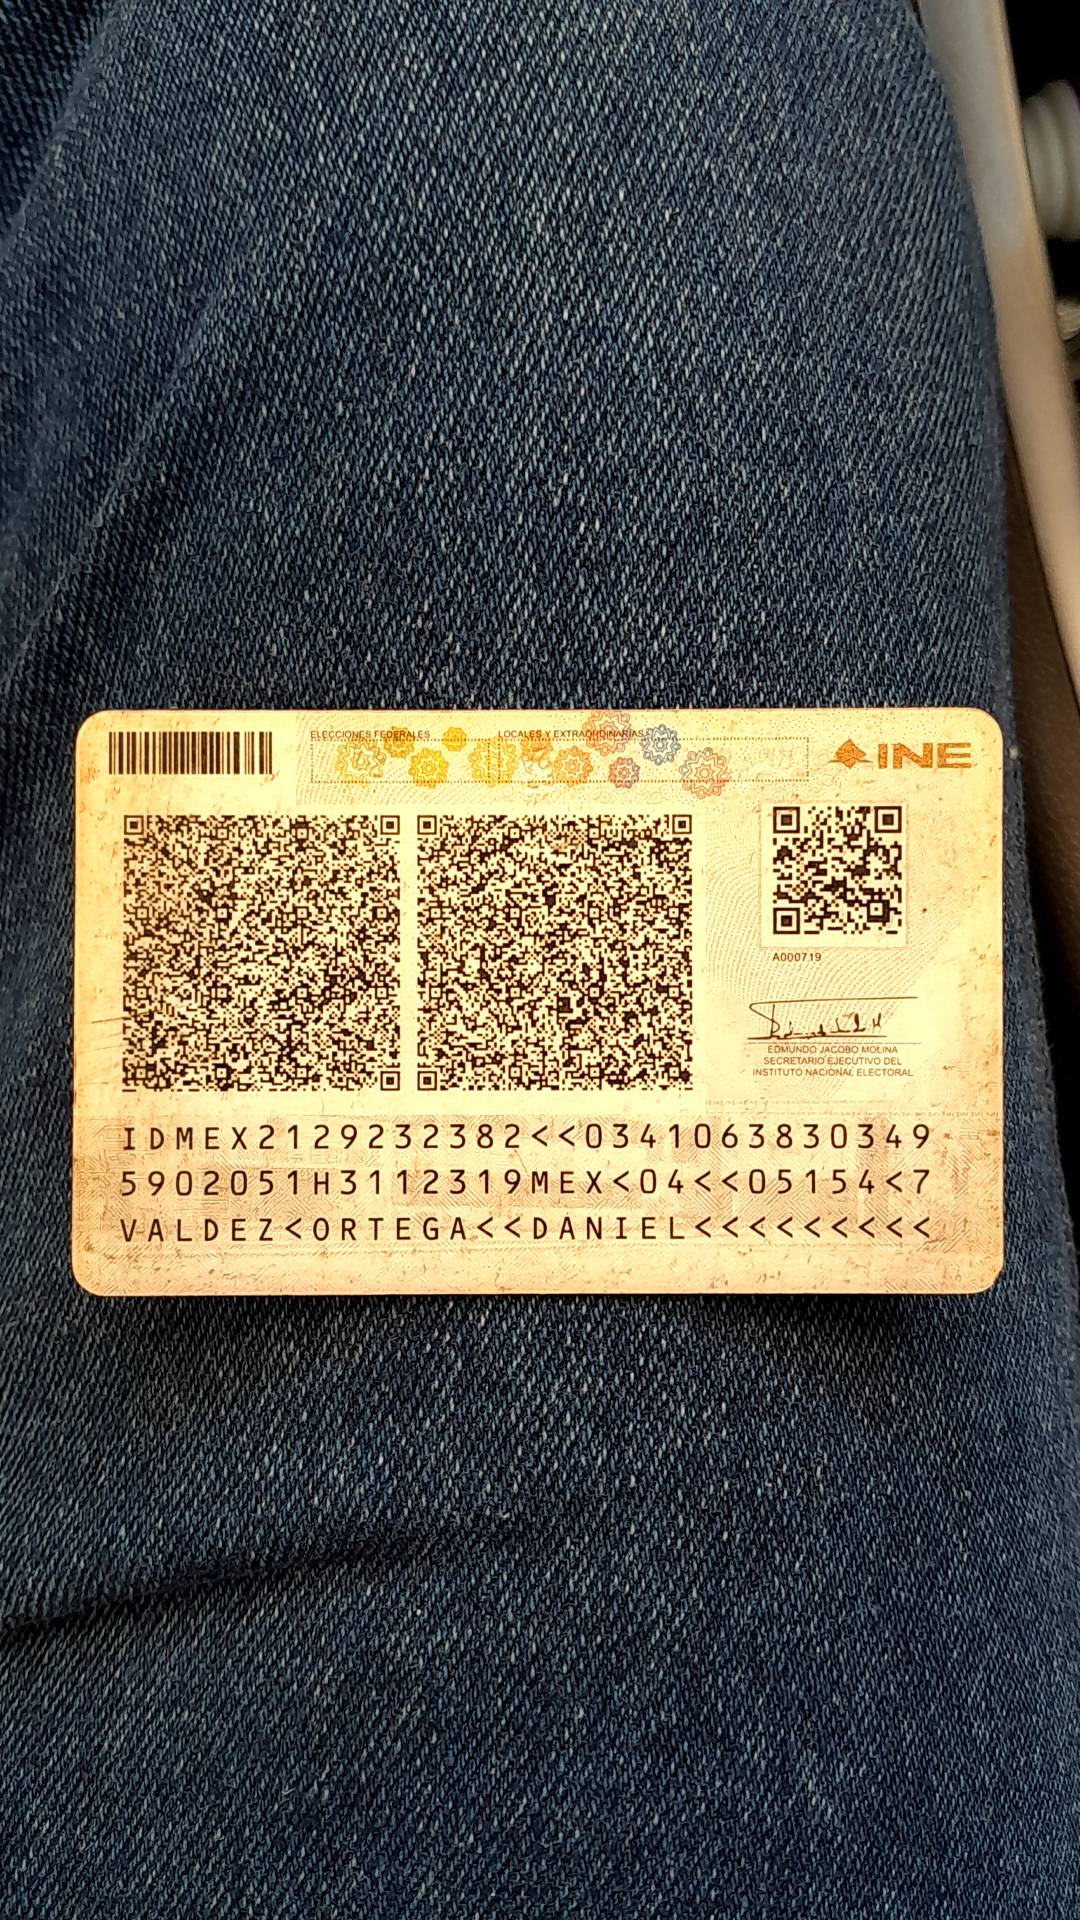 ELECCIONES FEDERALES LOCALES Y EXTRAORDINARIAS
INE
A000719
EDMUNDO JACOBO MOLINA
SECRETARIO EJECUTIVO DEL
INSTITUTO NACIONAL ELECTORAL
IDMEX2129232382<<0341063830349
5902051H3112319MEX<04<<05154<7
VALDEZ<ORTEGA<<DANIEL<<<<<<<<<